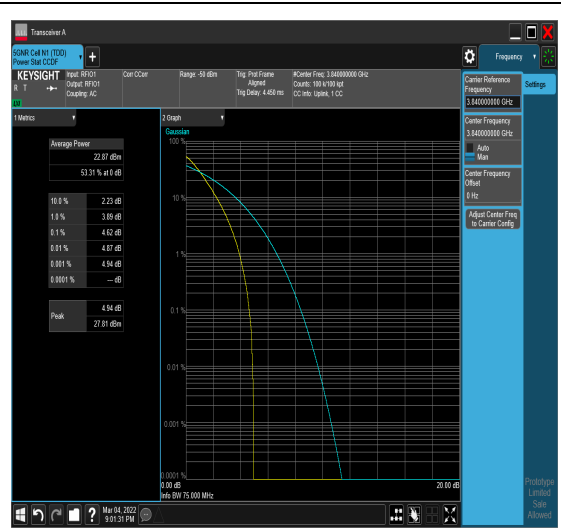 Transceiver A
5GNR Cell N1 (TDD)
Power Stat CCDF
Frequency
KEYSIGHT
R T
LV
Input: RFIO1
Output: RFIO1
Coupling: AC
Corr CCorr
Range: -50 dBm
Trig: Prot Frame
Aligned
Trig Delay: 4.450 ms
#Center Freq: 3.840000000 GHz
Counts: 100 k/100 kpt
CC Info: Uplink, 1 CC
1 Metrics
Average Power
22.87 dBm
53.31 % at 0 dB
10.0 % 2.23 dB
1.0 % 3.89 dB
0.1 % 4.62 dB
0.01 % 4.87 dB
0.001 % 4.94 dB
0.0001 % --- dB
Peak
4.94 dB
27.81 dBm
2 Graph
Gaussian
100 %
10 %
1 %
0.1 %
0.01 %
0.001 %
0.0001 %
0.00 dB 20.00 dB
Info BW 75.000 MHz
Carrier Reference
Frequency
3.840000000 GHz
Center Frequency
3.840000000 GHz
Auto
Man
Center Frequency
Offset
0 Hz
Adjust Center Freq
to Carrier Config
Settings
Prototype
Limited
Sale
Allowed
Mar 04, 2022
9:01:31 PM